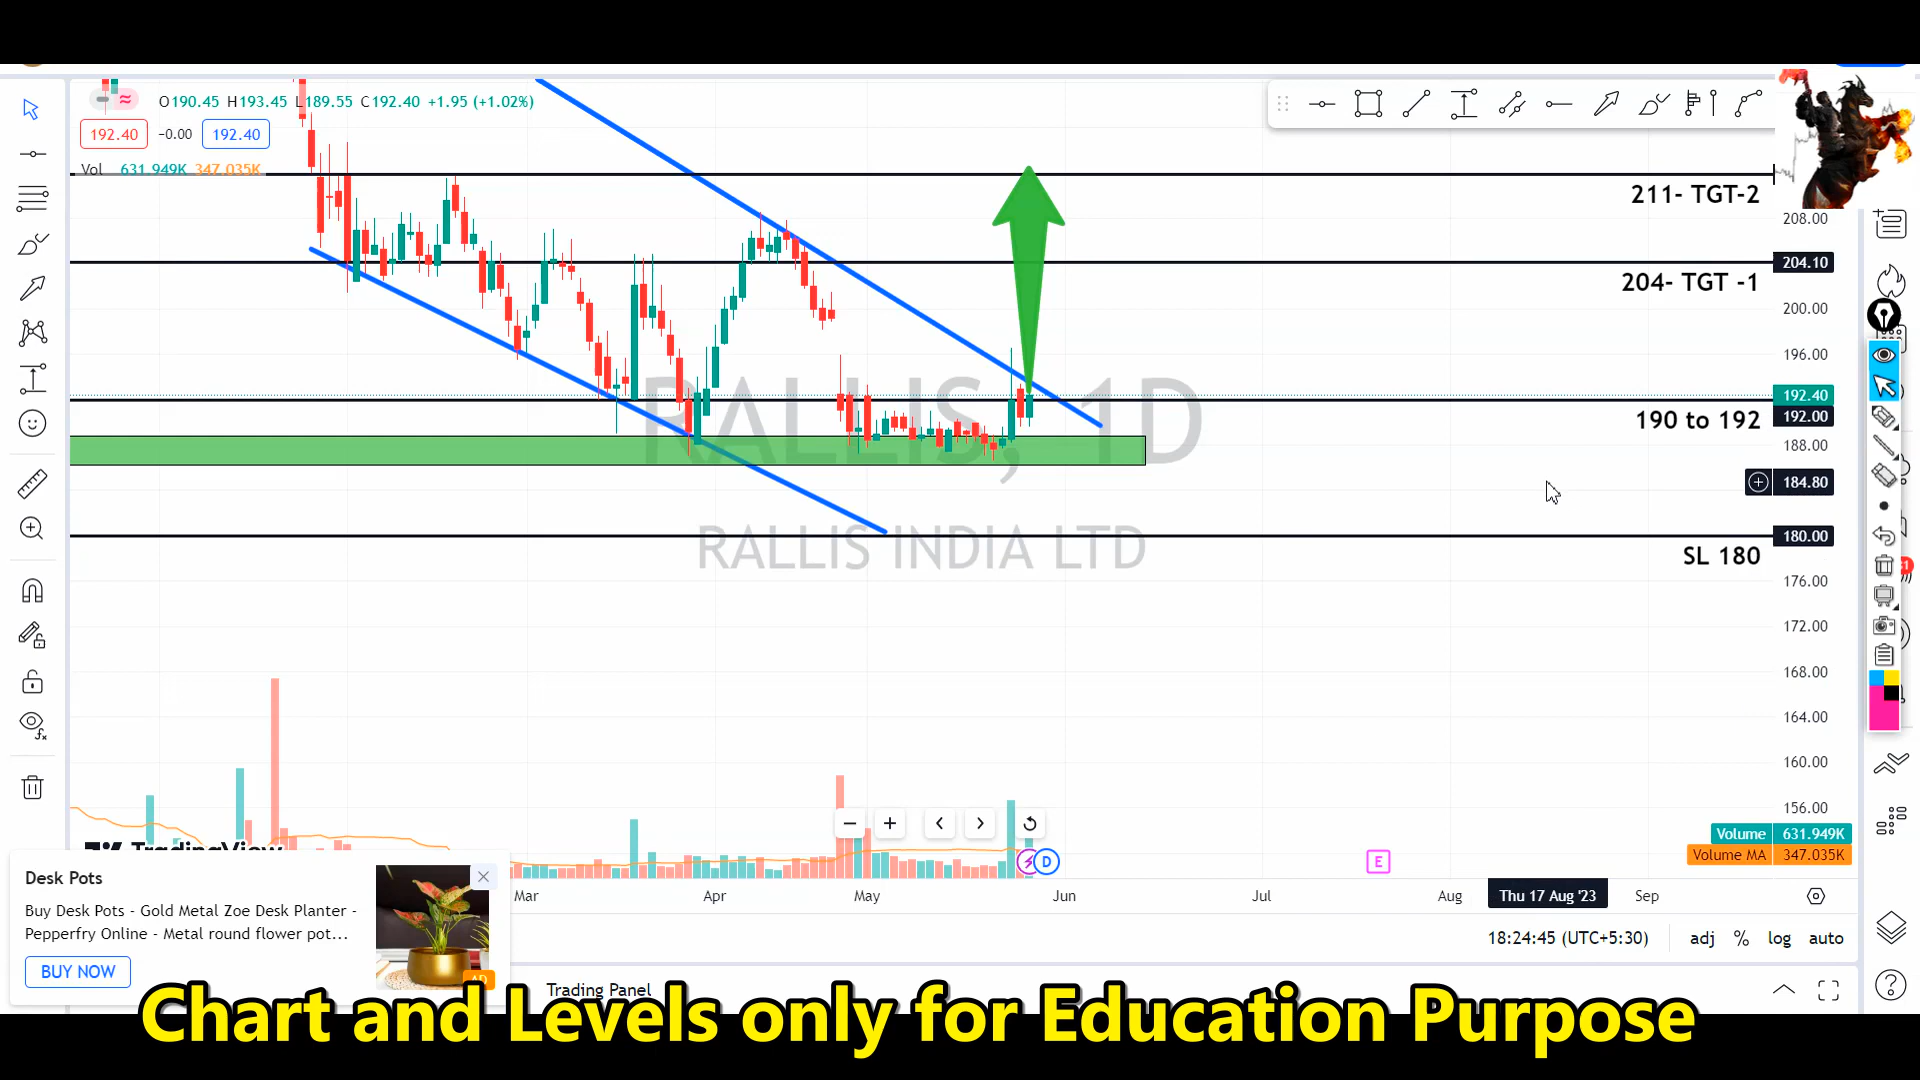 O190.45 H193.45 L189.55 C192.40 +1.95 (+1.02%)
192.40 −0.00 192.40
Vol 631.949K 347.035K
211- TGT-2
208.00
204.10
204- TGT -1
200.00
196.00
192.40
192.00
190 to 192
188.00
184.80
180.00
SL 180
176.00
172.00
168.00
164.00
160.00
156.00
RALLIS, 1D
RALLIS INDIA LTD
Volume 631.949K
Volume MA 347.035K
TradingView
E
D
Mar Apr May Jun Jul Aug Thu 17 Aug '23 Sep
Desk Pots
Buy Desk Pots - Gold Metal Zoe Desk Planter -
Pepperfry Online - Metal round flower pot...
BUY NOW
AD
18:24:45 (UTC+5:30) adj % log auto
Trading Panel
Chart and Levels only for Education Purpose